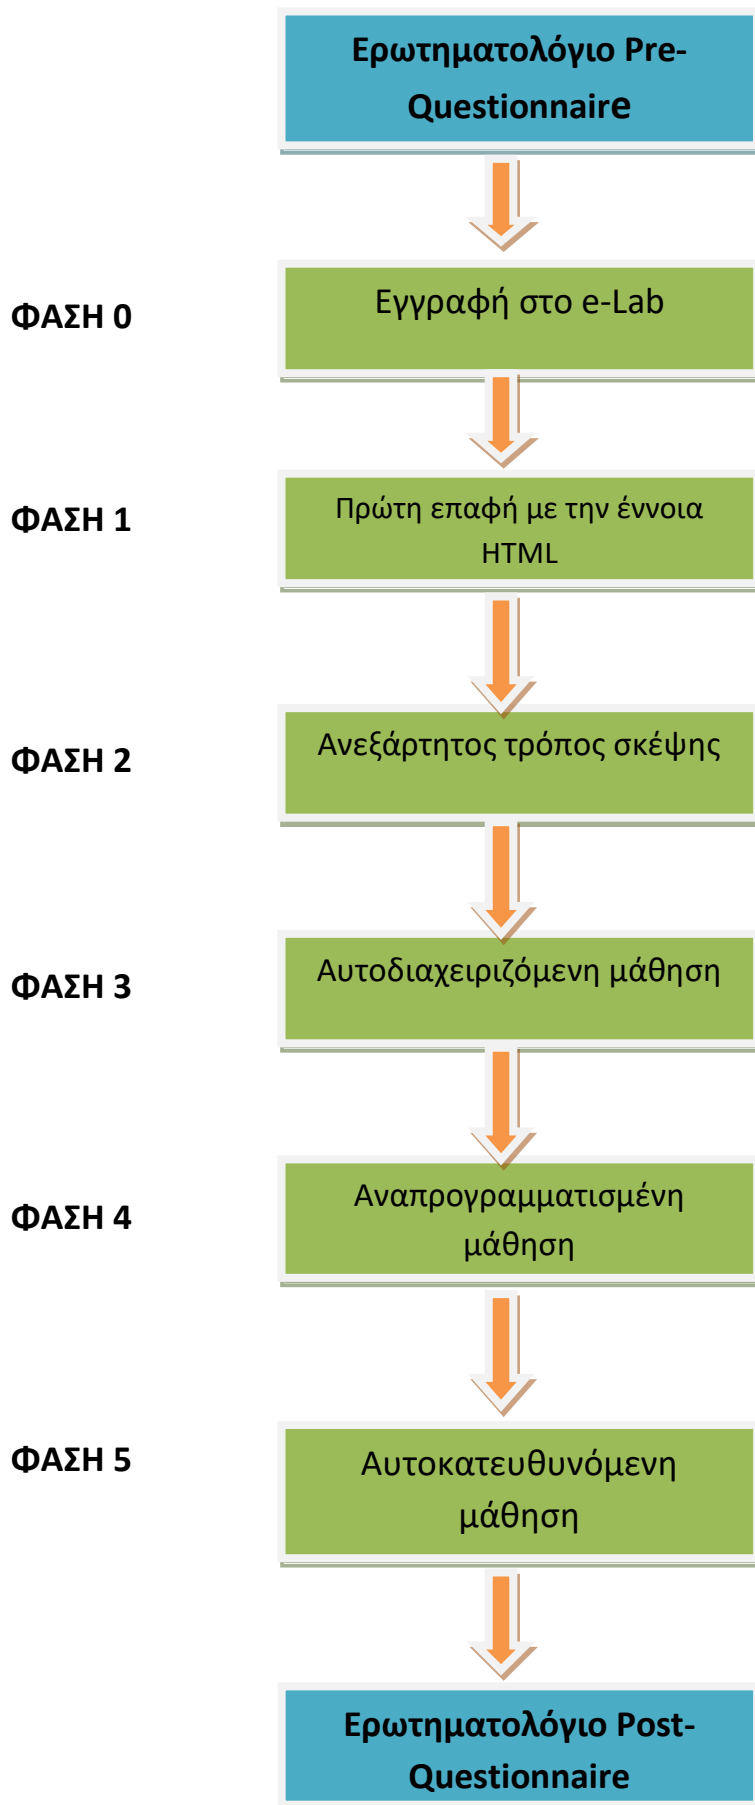 Ερωτηματολόγιο Pre-
Questionnaire
ΦΑΣΗ 0
Εγγραφή στο e-Lab
ΦΑΣΗ 1
Πρώτη επαφή με την έννοια
HTML
ΦΑΣΗ 2
Ανεξάρτητος τρόπος σκέψης
ΦΑΣΗ 3
Αυτοδιαχειριζόμενη μάθηση
ΦΑΣΗ 4
Αναπρογραμματισμένη
μάθηση
ΦΑΣΗ 5
Αυτοκατευθυνόμενη
μάθηση
Ερωτηματολόγιο Post-
Questionnaire